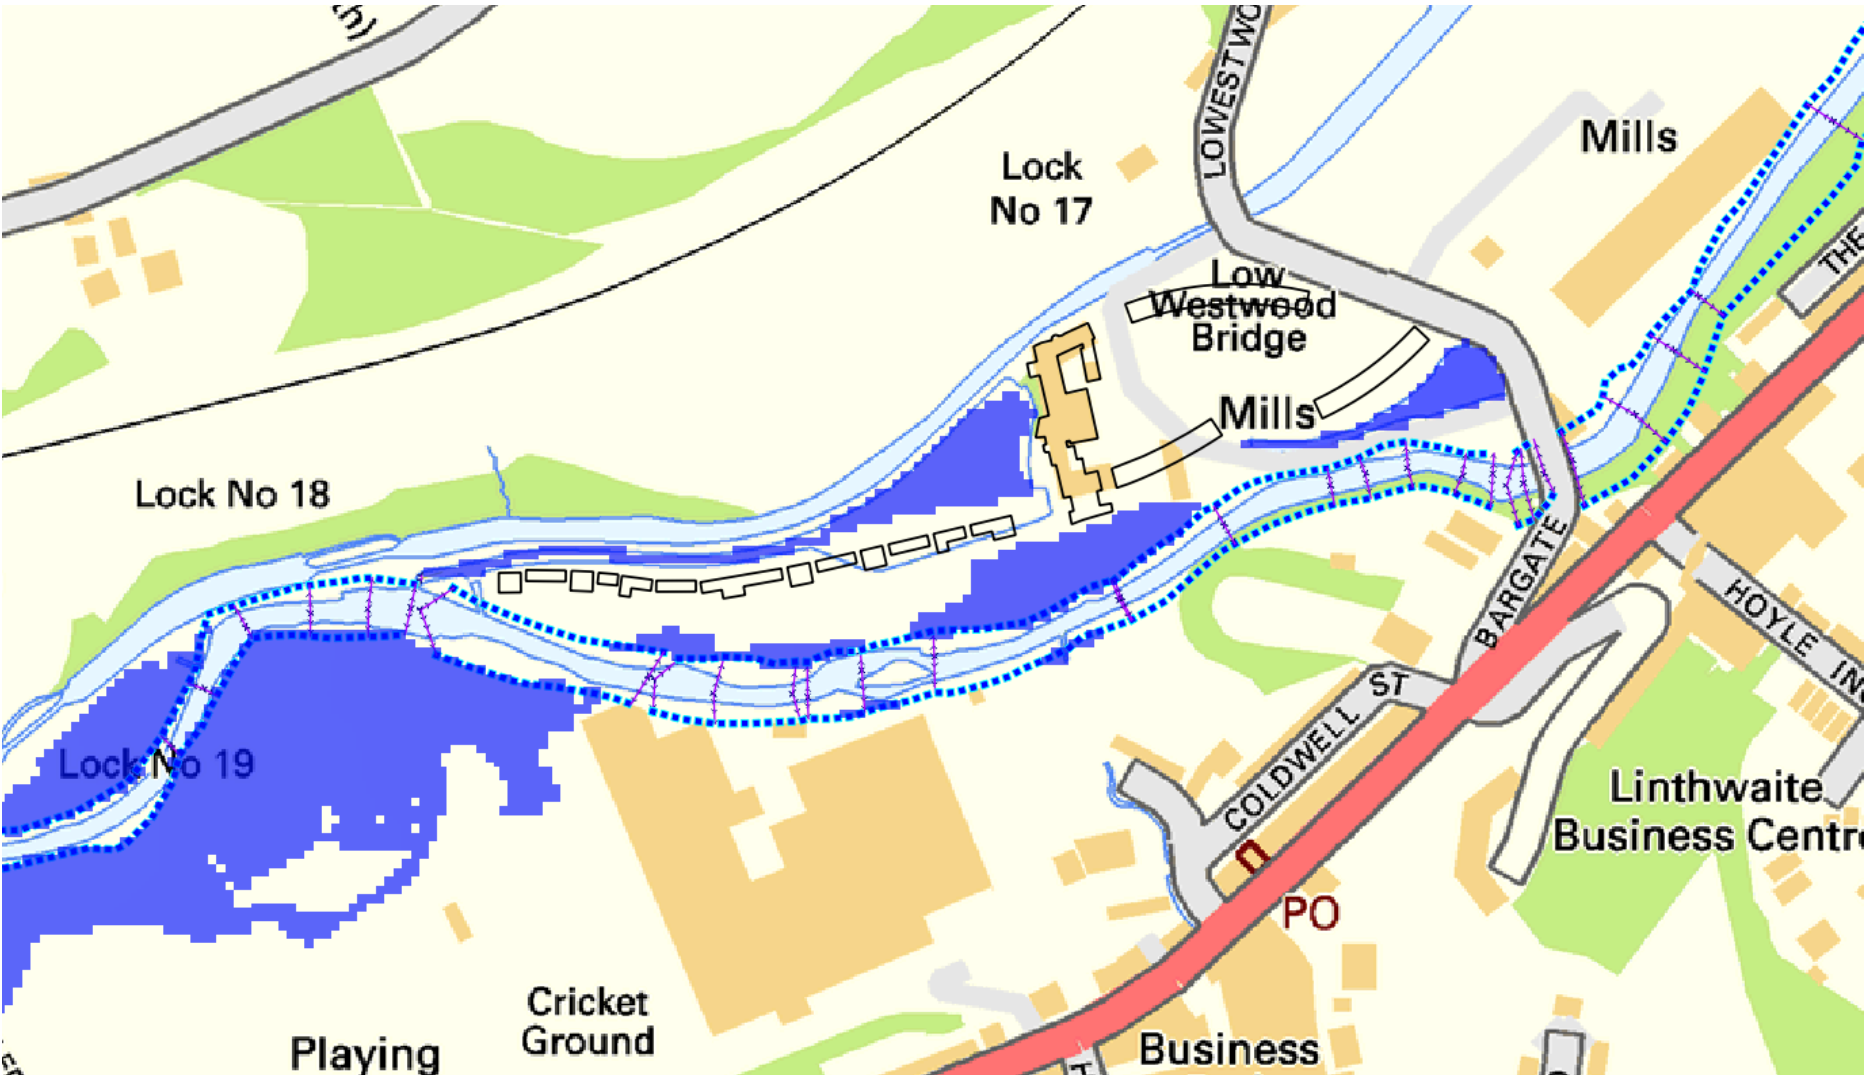 LOWESTWO
Mills
Lock
No 17
THE
Low
Westwood
Bridge
Mills
Lock No 18
BARGATE
HOYLE ING
COLDWELL ST
Lock No 19
Linthwaite
Business Centre
PO
Cricket
Ground
Playing
Business